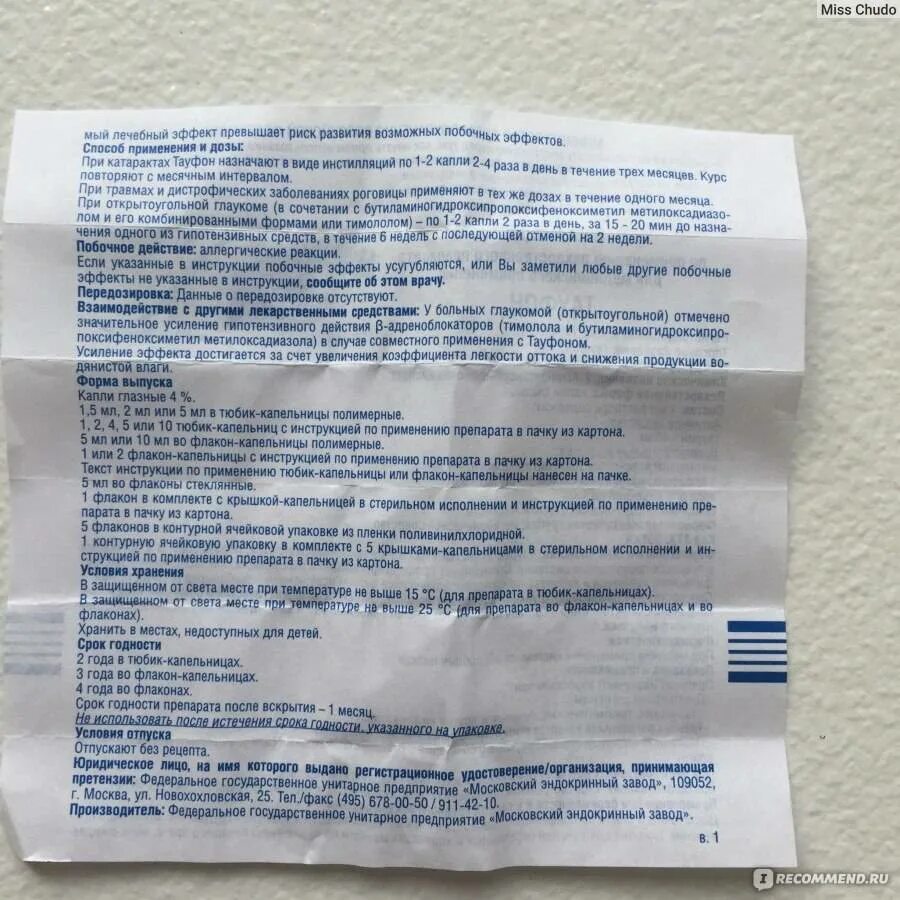 Miss Chudo
мый лечебный эффект превышает риск развития возможных побочных эффектов.
Способ применения и дозы:
При катарактах Тауфон назначают в виде инстилляций по 1-2 капли 2-4 раза в день в течение трех месяцев. Курс
повторяют с месячным интервалом.
При травмах и дистрофических заболеваниях роговицы применяют в тех же дозах в течение одного месяца.
При открытоугольной глаукоме (в сочетании с бутиламиногидроксипропоксифеноксиметил метилоксадиазо-
лом и его комбинированными формами или тимололом) – по 1-2 капли 2 раза в день, за 15 - 20 мин до назна-
чения одного из гипотензивных средств, в течение 6 недель с последующей отменой на 2 недели.
Побочное действие: аллергические реакции.
Если указанные в инструкции побочные эффекты усугубляются, или Вы заметили любые другие побочные
эффекты не указанные в инструкции, сообщите об этом врачу.
Передозировка: Данные о передозировке отсутствуют.
Взаимодействие с другими лекарственными средствами: У больных глаукомой (открытоугольной) отмечено
значительное усиление гипотензивного действия β-адреноблокаторов (тимолола и бутиламиногидроксипро-
поксифеноксиметил метилоксадиазола) в случае совместного применения с Тауфоном.
Усиление эффекта достигается за счет увеличения коэффициента легкости оттока и снижения продукции во-
дянистой влаги.
Форма выпуска
Капли глазные 4 %.
1,5 мл, 2 мл или 5 мл в тюбик-капельницы полимерные.
1, 2, 4, 5 или 10 тюбик-капельниц с инструкцией по применению препарата в пачку из картона.
5 мл или 10 мл во флакон-капельницы полимерные.
1 или 2 флакон-капельницы с инструкцией по применению препарата в пачку из картона.
Текст инструкции по применению тюбик-капельницы или флакон-капельницы нанесен на пачке.
5 мл во флаконы стеклянные.
1 флакон в комплекте с крышкой-капельницей в стерильном исполнении и инструкцией по применению пре-
парата в пачку из картона.
5 флаконов в контурной ячейковой упаковке из пленки поливинилхлоридной.
1 контурную ячейковую упаковку в комплекте с 5 крышками-капельницами в стерильном исполнении и ин-
струкцией по применению препарата в пачку из картона.
Условия хранения
В защищенном от света месте при температуре не выше 15 °С (для препарата в тюбик-капельницах).
В защищенном от света месте при температуре не выше 25 °С (для препарата во флакон-капельницах и во
флаконах).
Хранить в местах, недоступных для детей.
Срок годности
2 года в тюбик-капельницах.
3 года во флакон-капельницах.
4 года во флаконах.
Срок годности препарата после вскрытия – 1 месяц.
Не использовать после истечения срока годности, указанного на упаковке.
Условия отпуска
Отпускают без рецепта.
Юридическое лицо, на имя которого выдано регистрационное удостоверение/организация, принимающая
претензии: Федеральное государственное унитарное предприятие «Московский эндокринный завод», 109052,
г. Москва, ул. Новохохловская, 25. Тел./факс (495) 678-00-50 / 911-42-10.
Производитель: Федеральное государственное унитарное предприятие «Московский эндокринный завод».
в. 1
I RECOMMEND.RU